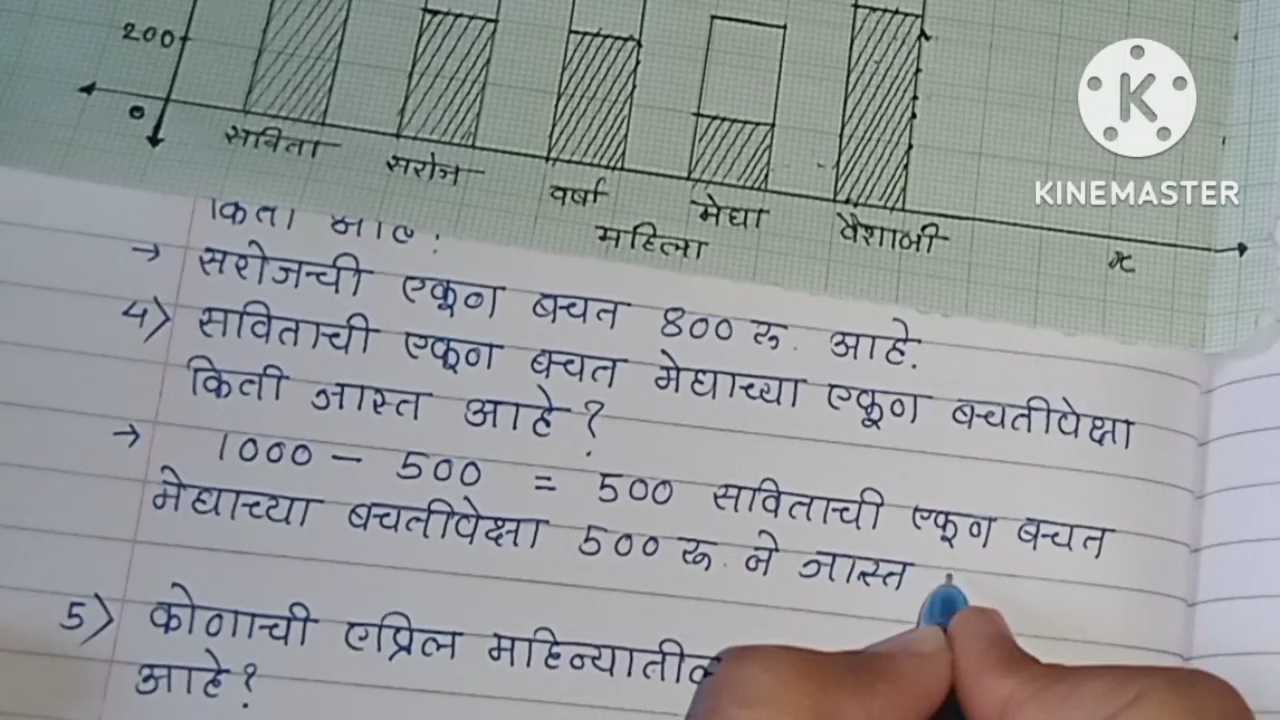 200
0
सविता सरोज वर्षा मेघा वैशाली
महिला
x
K
KINEMASTER
→ सरोजची एकूण बचत 800 रु. आहे.
4) सविताची एकूण बचत मेघाच्या एकूण बचतीपेक्षा
किती जास्त आहे?
→ 1000 - 500 = 500 सविताची एकूण बचत
मेघाच्या बचतीपेक्षा 500 रु. ने जास्त
5) कोणाची एप्रिल महिन्यातील
आहे?